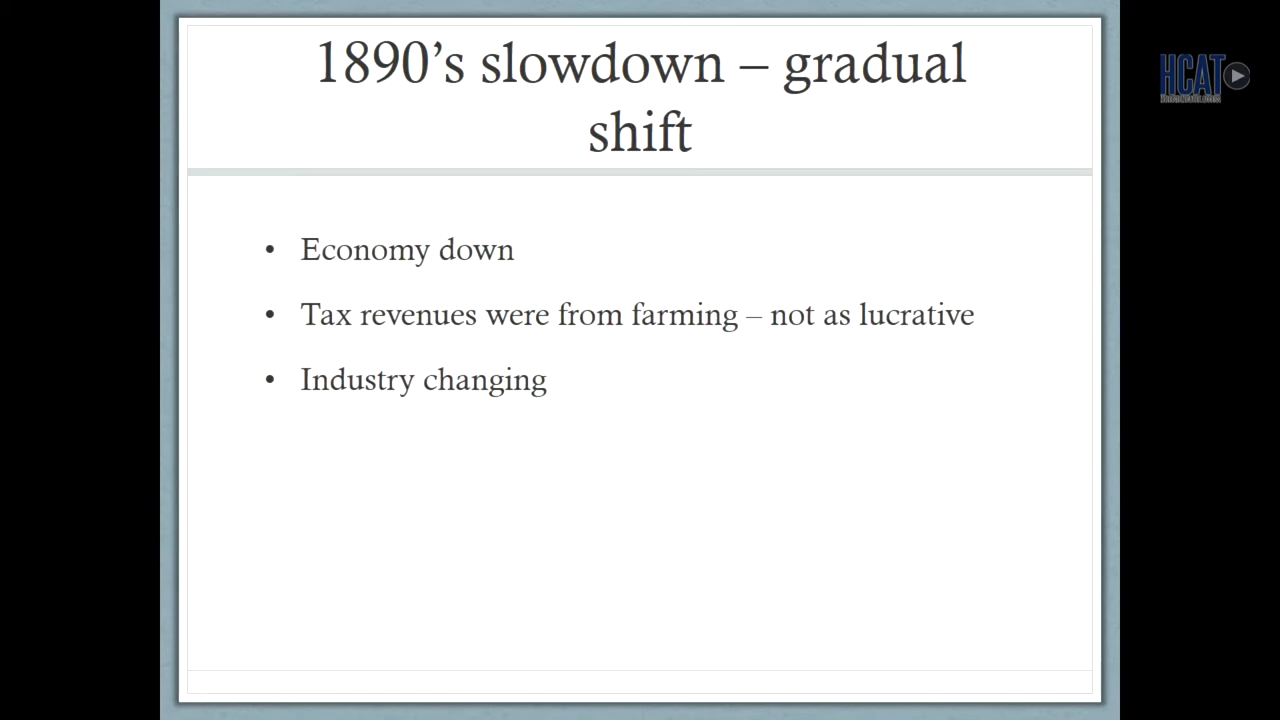 1890’s slowdown – gradual
shift
• Economy down
• Tax revenues were from farming – not as lucrative
• Industry changing
HCAT